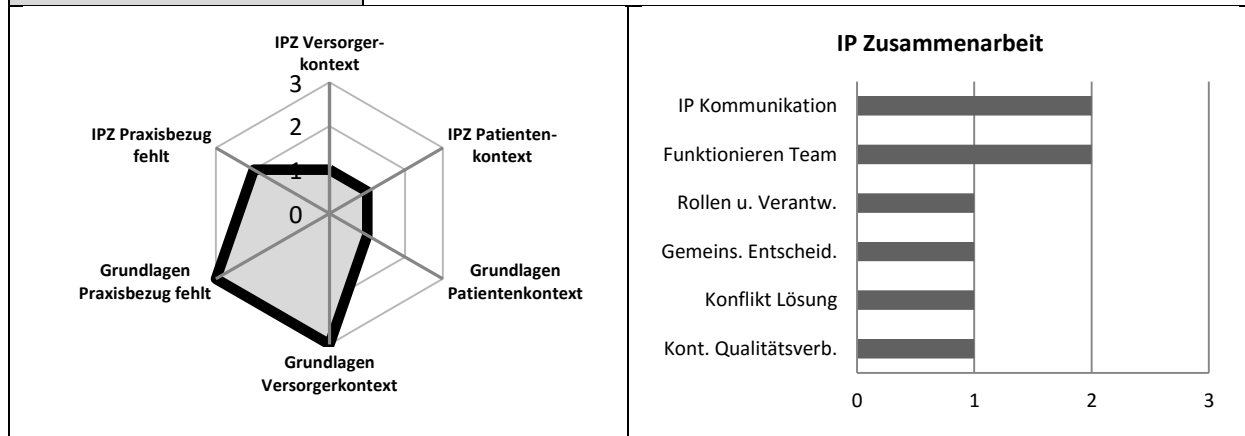 IPZ Versorger-
kontext
3
2
1
0
IPZ Praxisbezug
fehlt
IPZ Patienten-
kontext
Grundlagen
Praxisbezug fehlt
Grundlagen
Patientenkontext
Grundlagen
Versorgerkontext
IP Zusammenarbeit
IP Kommunikation
Funktionieren Team
Rollen u. Verantw.
Gemeins. Entscheid.
Konflikt Lösung
Kont. Qualitätsverb.
0 1 2 3